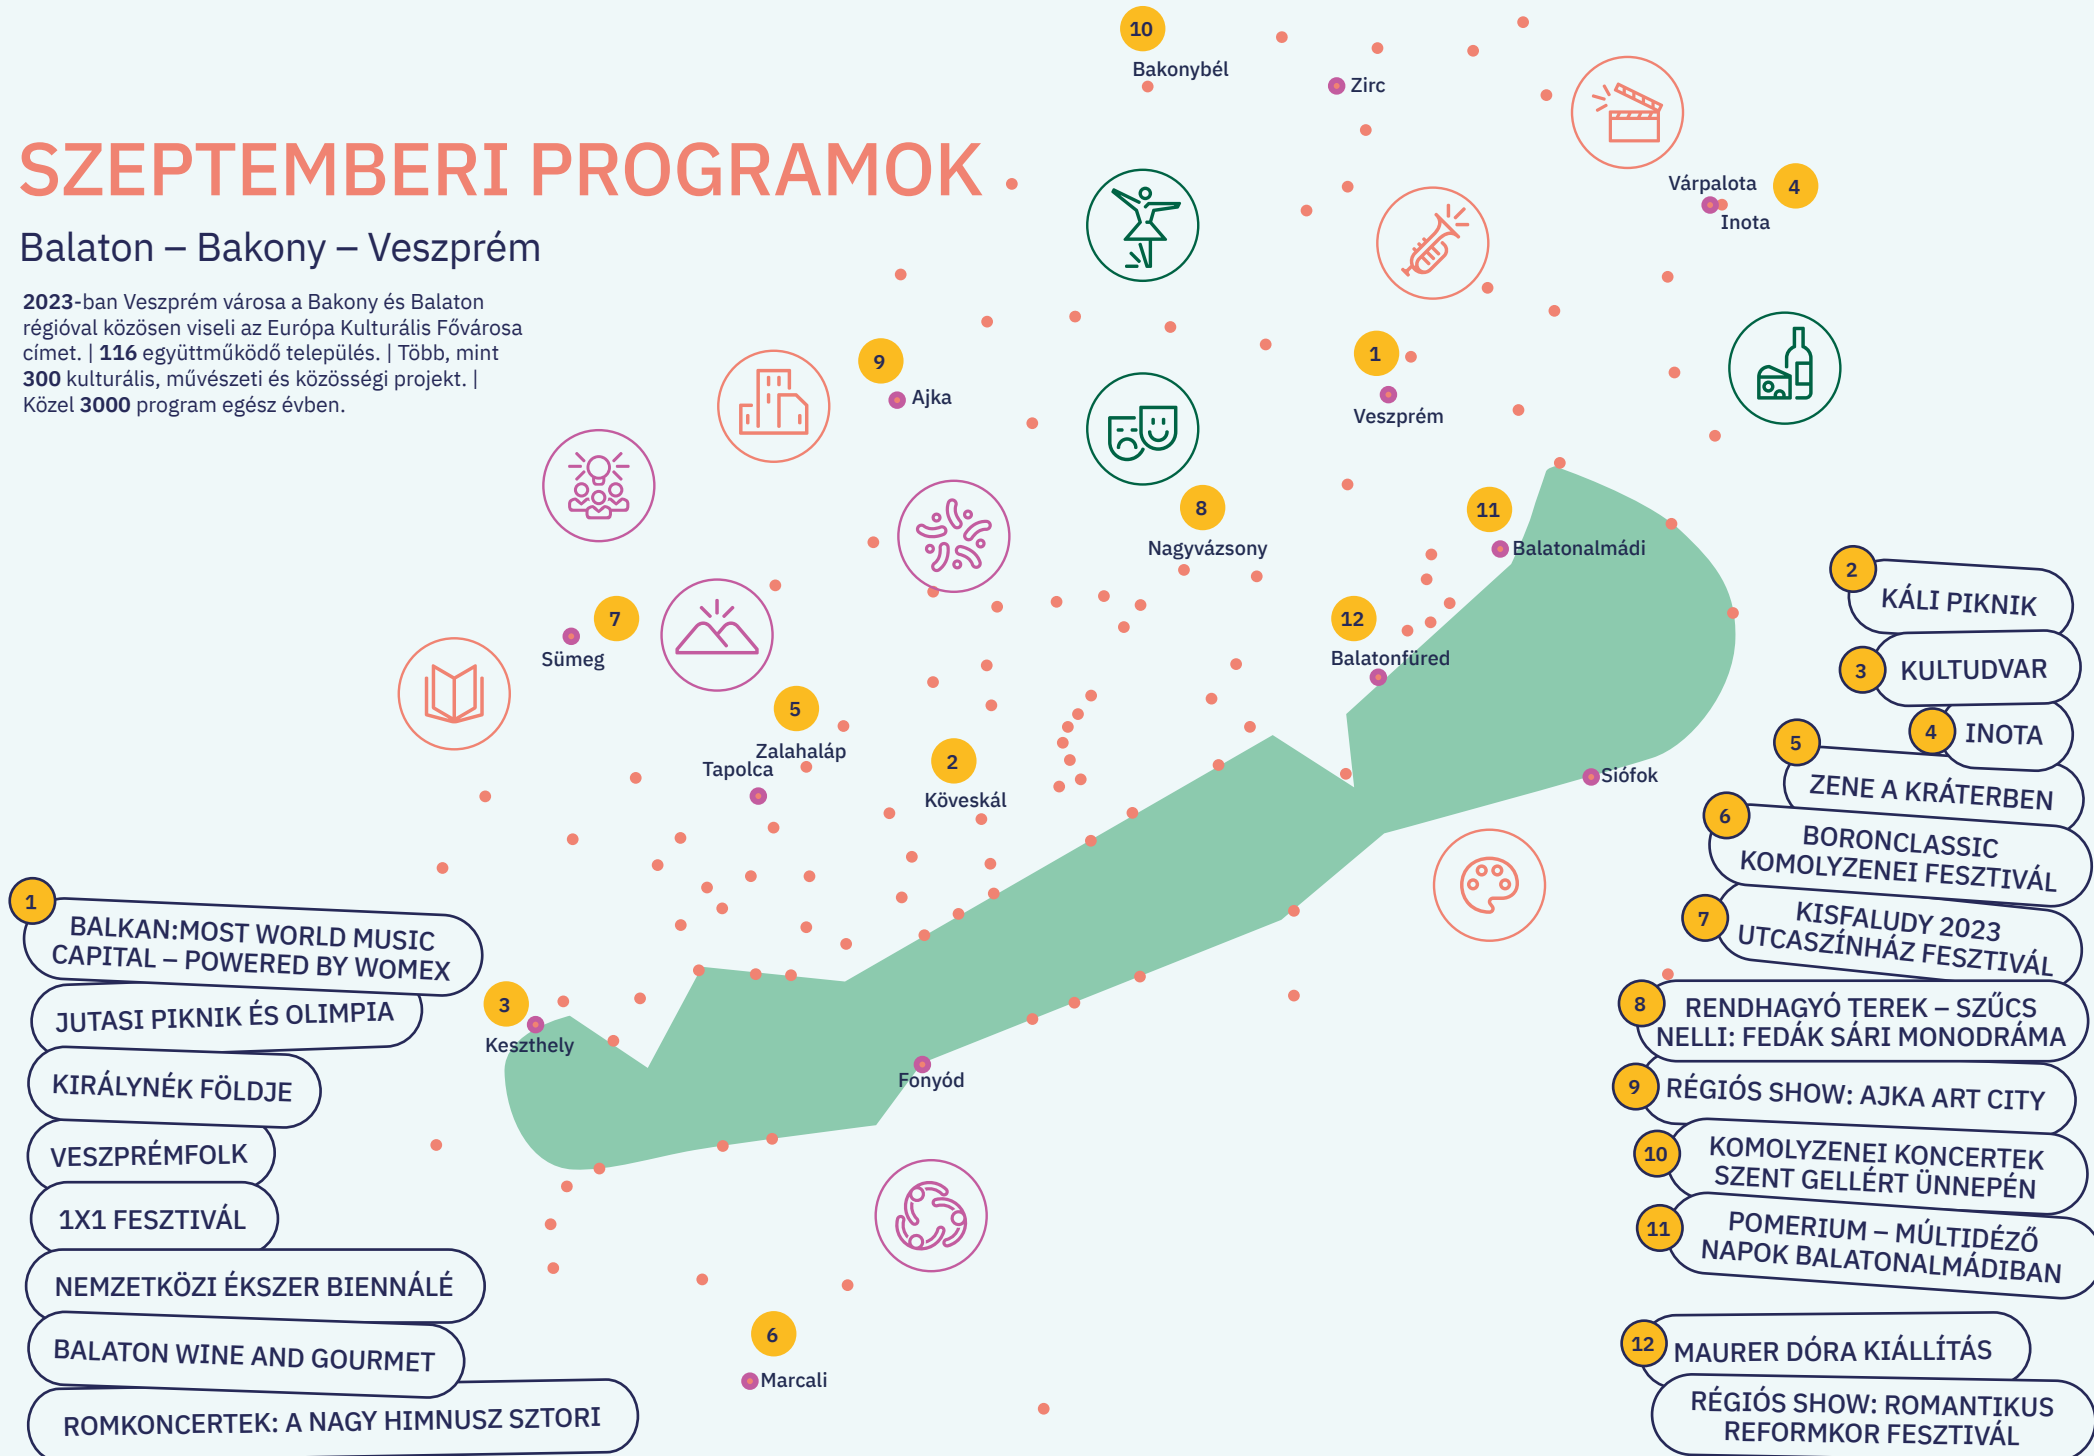 SZEPTEMBERI PROGRAMOK
Balaton – Bakony – Veszprém
2023-ban Veszprém városa a Bakony és Balaton
régióval közösen viseli az Európa Kulturális Fővárosa
címet. | 116 együttműködő település. | Több, mint
300 kulturális, művészeti és közösségi projekt. |
Közel 3000 program egész évben.
10
Bakonybél
Zirc
Várpalota
4
Inota
9
Ajka
1
Veszprém
8
Nagyvázsony
11
Balatonalmádi
7
Sümeg
12
Balatonfüred
5
Zalahaláp
Tapolca
2
Köveskál
Siófok
3
Keszthely
Fonyód
6
Marcali
1
BALKAN:MOST WORLD MUSIC
CAPITAL – POWERED BY WOMEX
JUTASI PIKNIK ÉS OLIMPIA
KIRÁLYNÉK FÖLDJE
VESZPRÉMFOLK
1X1 FESZTIVÁL
NEMZETKÖZI ÉKSZER BIENNÁLÉ
BALATON WINE AND GOURMET
ROMKONCERTEK: A NAGY HIMNUSZ SZTORI
2
KÁLI PIKNIK
3
KULTUDVAR
4
INOTA
5
ZENE A KRÁTERBEN
6
BORONCLASSIC
KOMOLYZENEI FESZTIVÁL
7
KISFALUDY 2023
UTCASZÍNHÁZ FESZTIVÁL
8
RENDHAGYÓ TEREK – SZŰCS
NELLI: FEDÁK SÁRI MONODRÁMA
9
RÉGIÓS SHOW: AJKA ART CITY
10
KOMOLYZENEI KONCERTEK
SZENT GELLÉRT ÜNNEPÉN
11
POMERIUM – MÚLTIDÉZŐ
NAPOK BALATONALMÁDIBAN
12
MAURER DÓRA KIÁLLÍTÁS
RÉGIÓS SHOW: ROMANTIKUS
REFORMKOR FESZTIVÁL